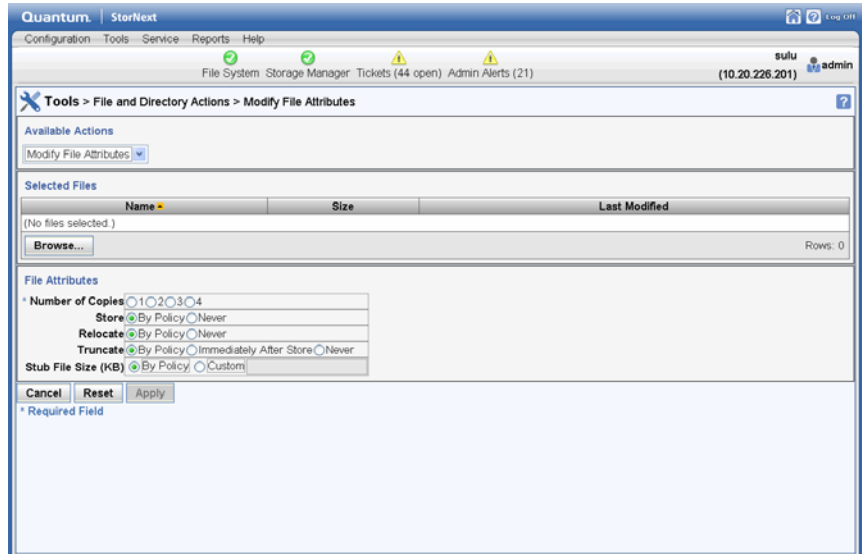 Quantum. StorNext Log Off
Configuration Tools Service Reports Help
File System Storage Manager Tickets (44 open) Admin Alerts (21)
sulu
(10.20.226.201)
admin
Tools > File and Directory Actions > Modify File Attributes
Available Actions
Modify File Attributes
Selected Files
Name Size Last Modified
(No files selected.)
Browse... Rows: 0
File Attributes
* Number of Copies 1 2 3 4
Store By Policy Never
Relocate By Policy Never
Truncate By Policy Immediately After Store Never
Stub File Size (KB) By Policy Custom
Cancel Reset Apply
* Required Field